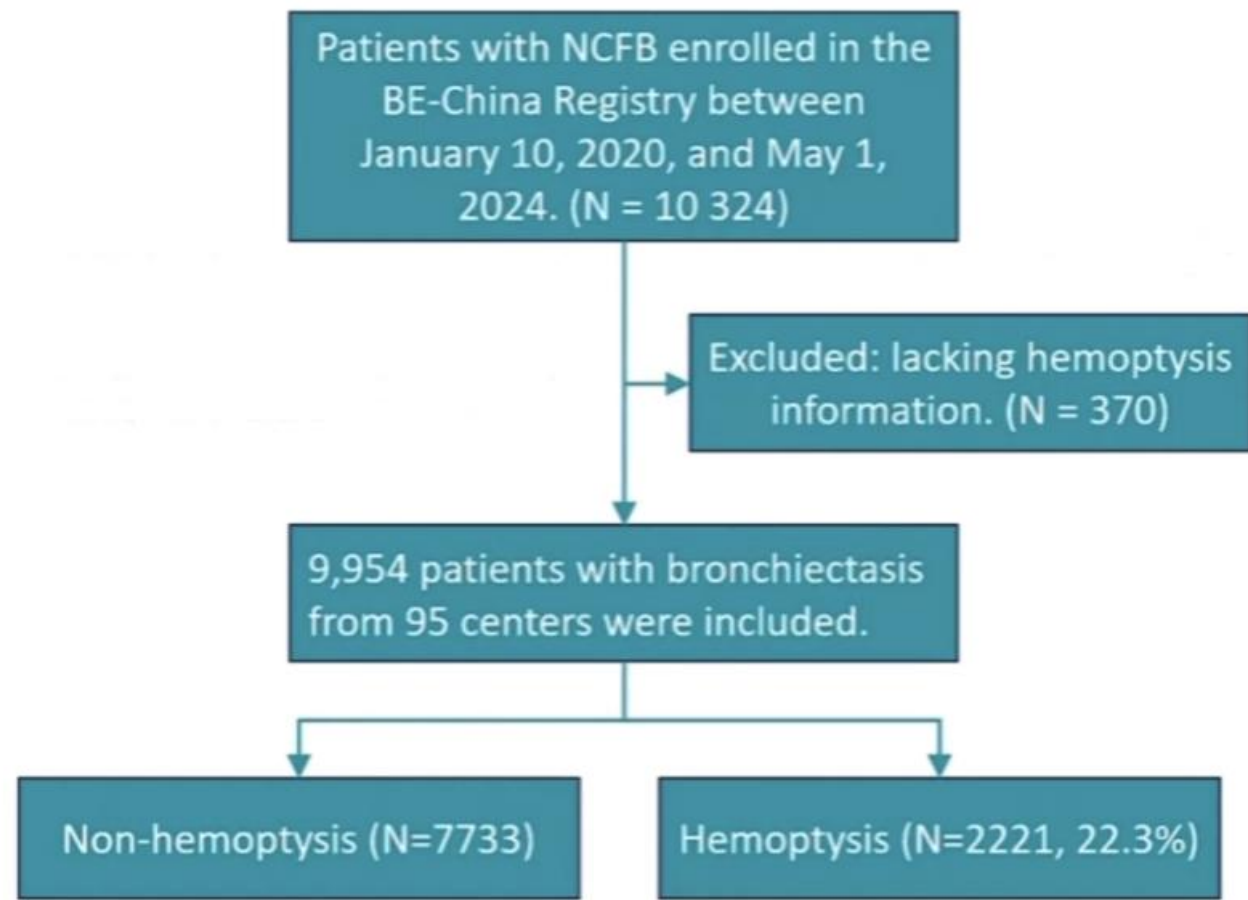 Patients with NCFB enrolled in the
BE-China Registry between
January 10, 2020, and May 1,
2024. (N = 10 324)
Excluded: lacking hemoptysis
information. (N = 370)
9,954 patients with bronchiectasis
from 95 centers were included.
Non-hemoptysis (N=7733)
Hemoptysis (N=2221, 22.3%)